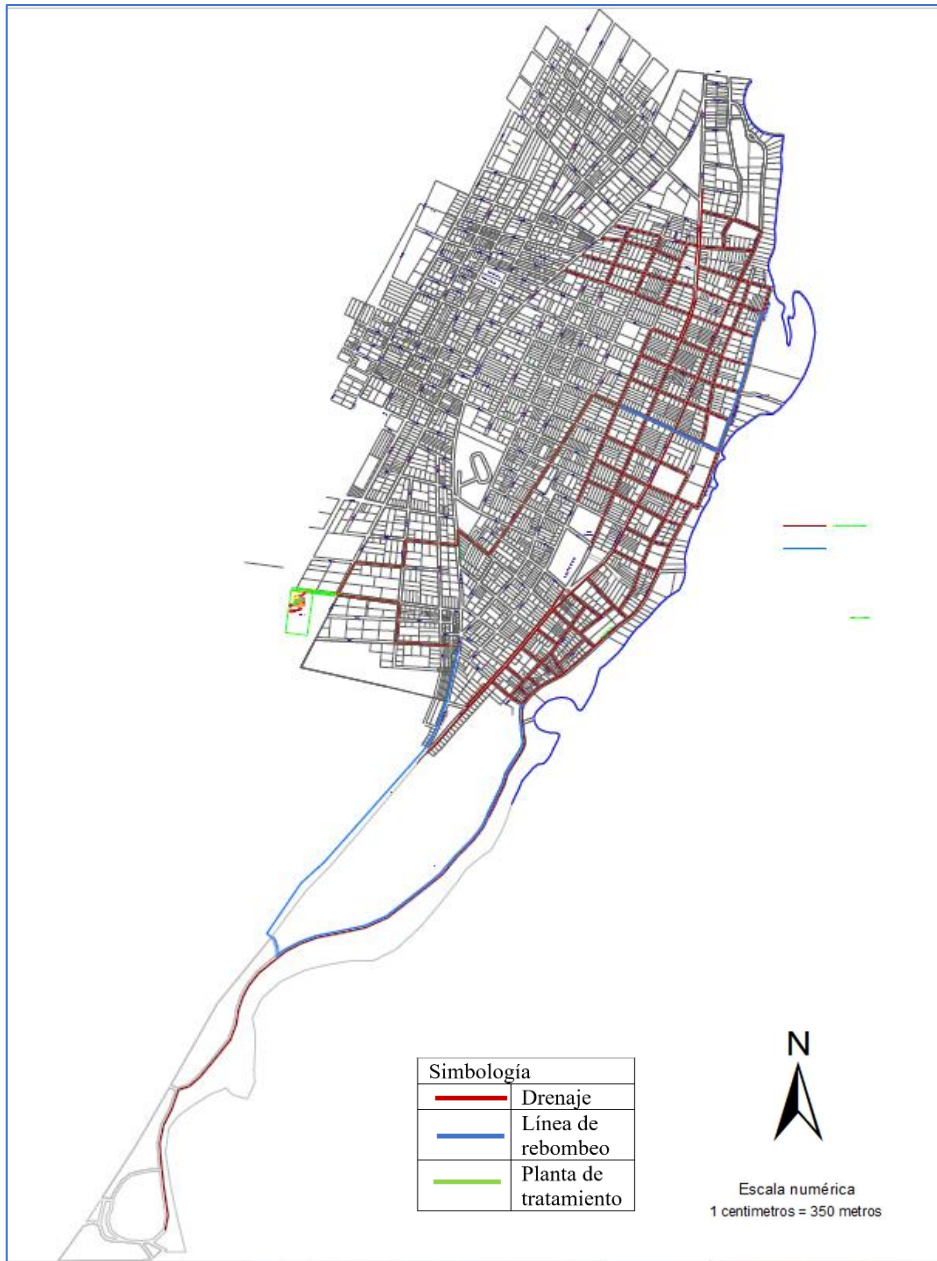 N
Simbología
Drenaje
Línea de
rebombeo
Planta de
tratamiento
Escala numérica
1 centimetros = 350 metros